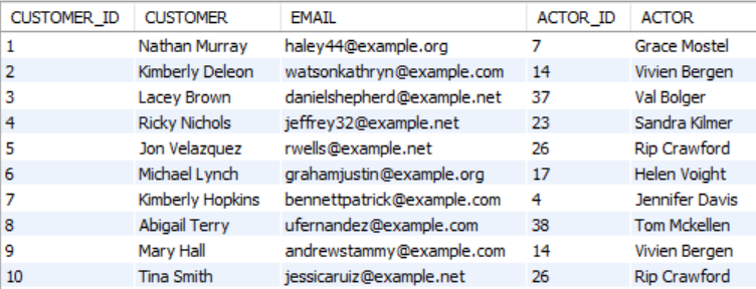 CUSTOMER_ID CUSTOMER EMAIL ACTOR_ID ACTOR
1 Nathan Murray haley44@example.org 7 Grace Mostel
2 Kimberly Deleon watsonkathryn@example.com 14 Vivien Bergen
3 Lacey Brown danielshepherd@example.net 37 Val Bolger
4 Ricky Nichols jeffrey32@example.net 23 Sandra Kilmer
5 Jon Velazquez rwells@example.net 26 Rip Crawford
6 Michael Lynch grahamjustin@example.org 17 Helen Voight
7 Kimberly Hopkins bennettpatrick@example.com 4 Jennifer Davis
8 Abigail Terry ufernandez@example.com 38 Tom Mckellen
9 Mary Hall andrewstammy@example.com 14 Vivien Bergen
10 Tina Smith jessicaruiz@example.net 26 Rip Crawford